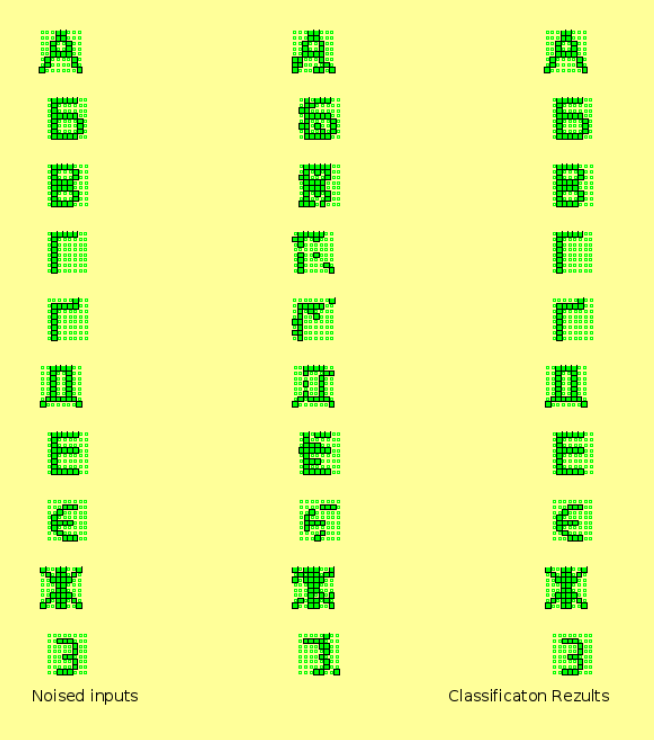 А А А
Б Б Б
В В В
Г Г Г
Ґ Ґ Ґ
Д Д Д
Е Е Е
Є Є Є
Ж Ж Ж
З З З
Noised inputs Classificaton Rezults